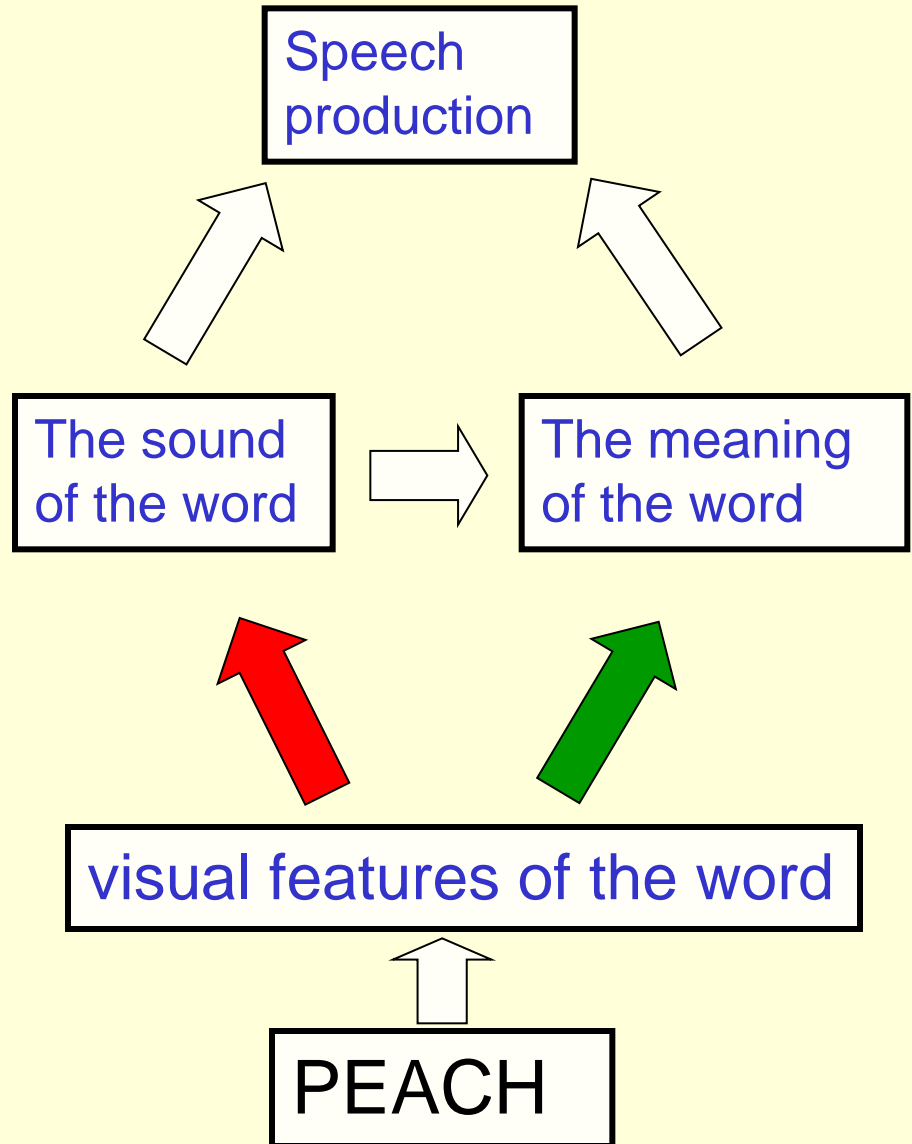 Speech
production
The sound
of the word
The meaning
of the word
visual features of the word
PEACH